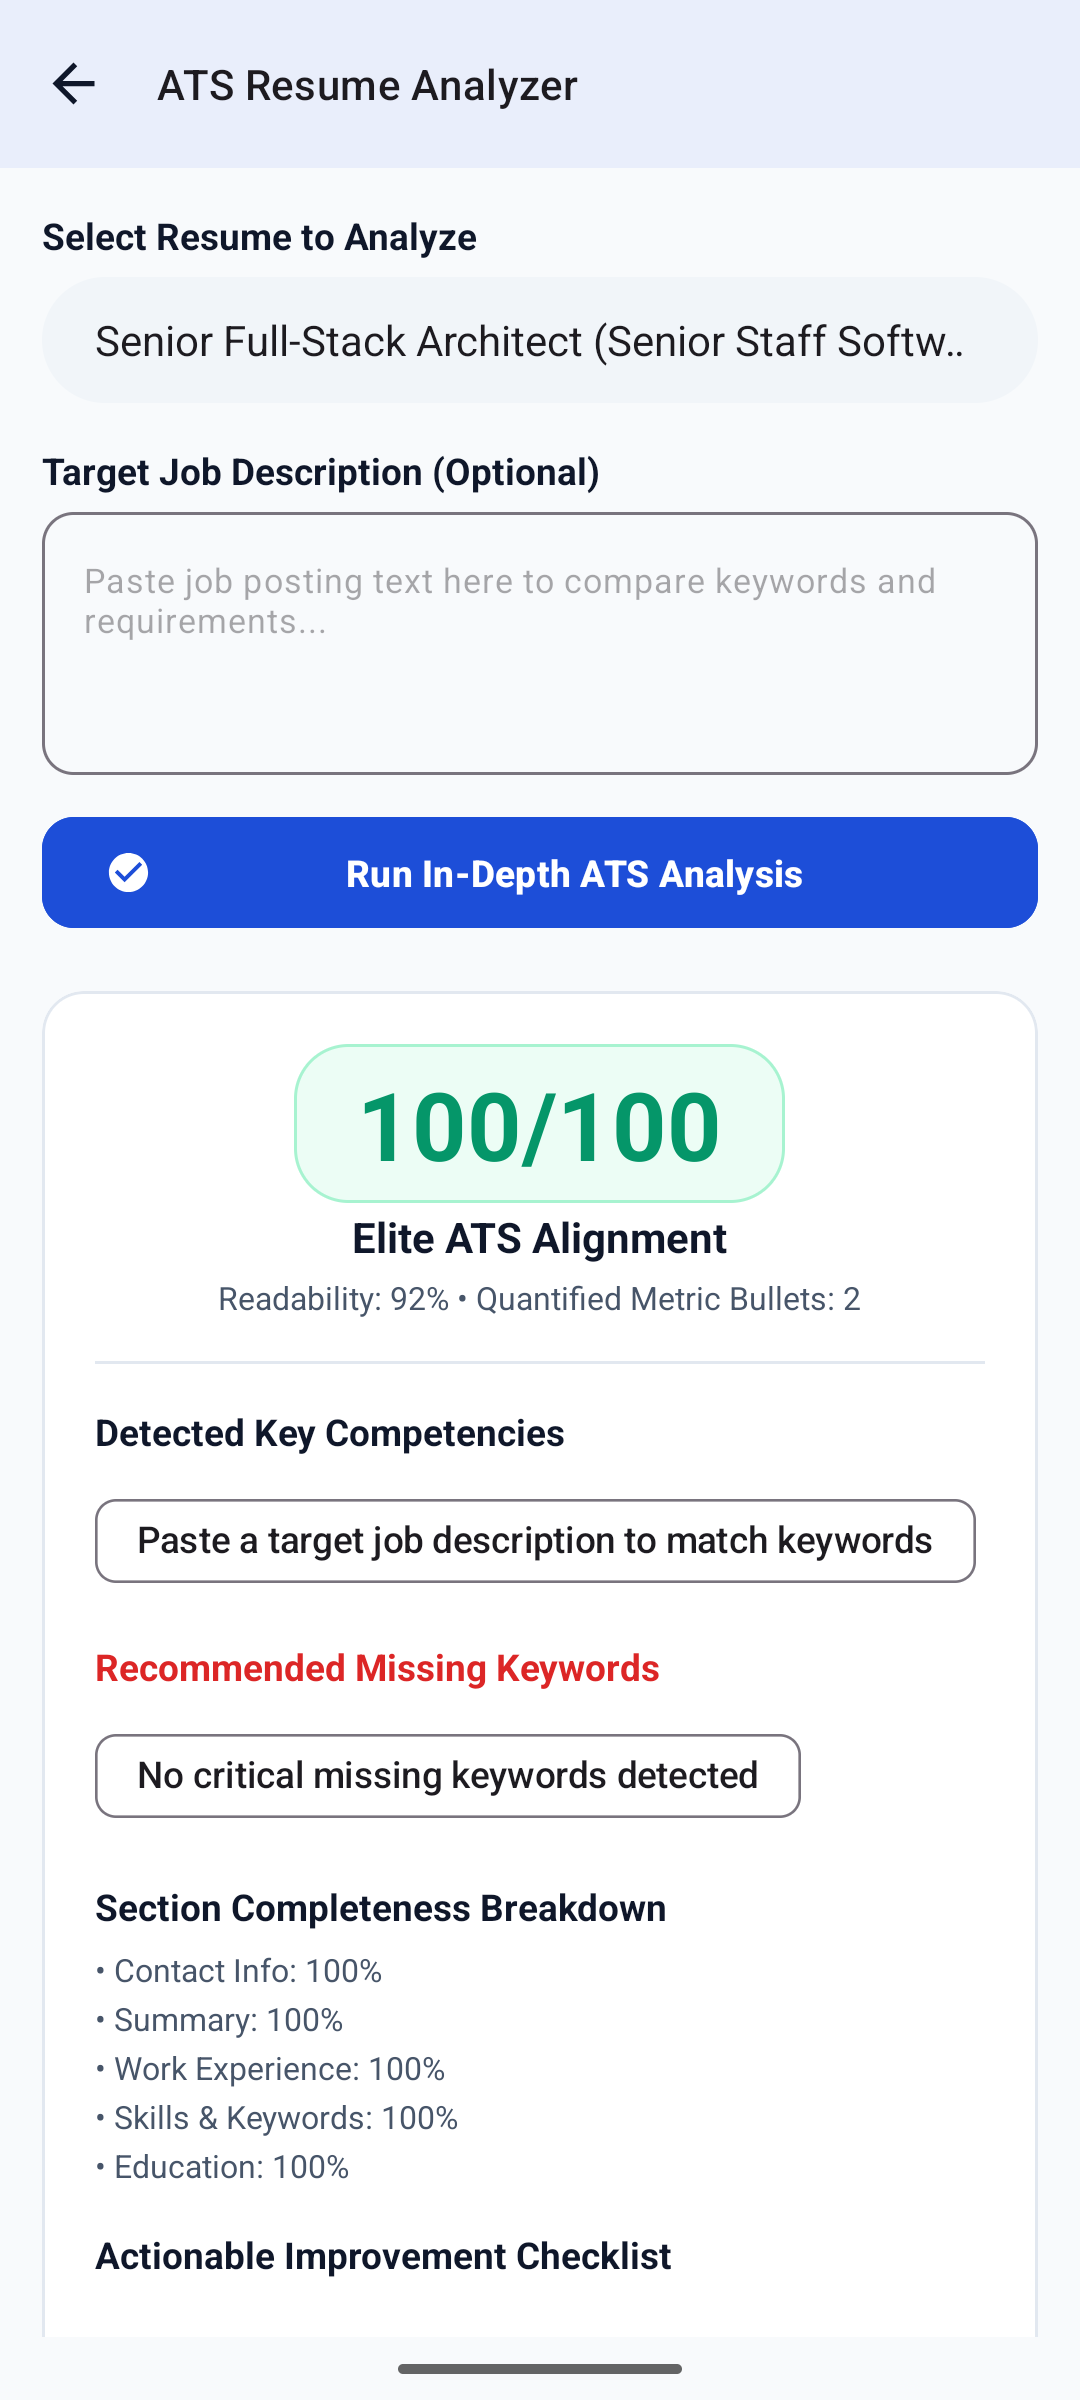 ATS Resume Analyzer
Select Resume to Analyze
Senior Full-Stack Architect (Senior Staff Softw..
Target Job Description (Optional)
Paste job posting text here to compare keywords and
requirements...
Run In-Depth ATS Analysis
100/100
Elite ATS Alignment
Readability: 92% • Quantified Metric Bullets: 2
Detected Key Competencies
Paste a target job description to match keywords
Recommended Missing Keywords
No critical missing keywords detected
Section Completeness Breakdown
• Contact Info: 100%
• Summary: 100%
• Work Experience: 100%
• Skills & Keywords: 100%
• Education: 100%
Actionable Improvement Checklist